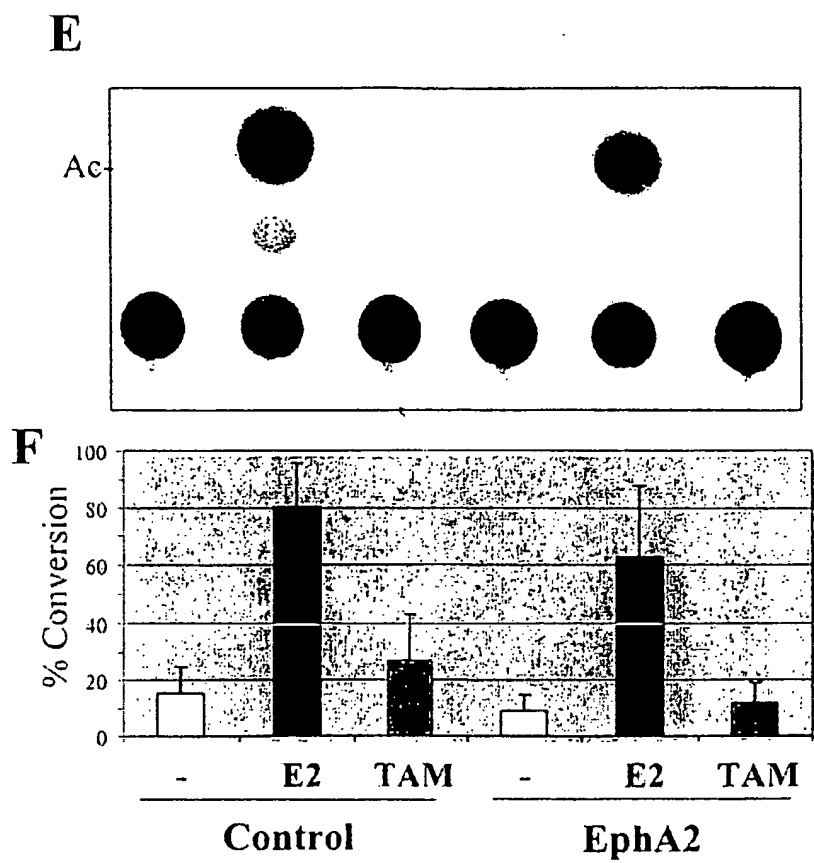 E
Ac
F
100
80
60
40
20
0
% Conversion
- E2 TAM - E2 TAM
Control EphA2